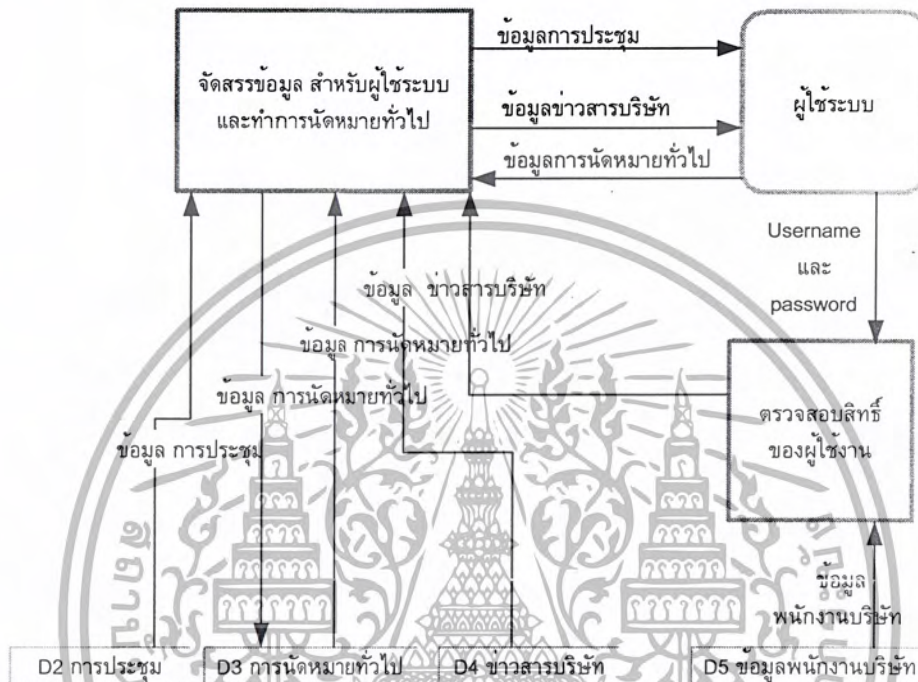 ข้อมูลการประชุม
จัดสรรข้อมูล สำหรับผู้ใช้ระบบ
และทำการนัดหมายทั่วไป
ผู้ใช้ระบบ
ข้อมูลข่าวสารบริษัท
ข้อมูลการนัดหมายทั่วไป
Username
และ
password
ข้อมูล ข่าวสารบริษัท
ข้อมูล การนัดหมายทั่วไป
ข้อมูล การนัดหมายทั่วไป
ข้อมูล การประชุม
ตรวจสอบสิทธิ์
ของผู้ใช้งาน
ข้อมูล
พนักงานบริษัท
D2 การประชุม
D3 การนัดหมายทั่วไป
D4 ข่าวสารบริษัท
D5 ข้อมูลพนักงานบริษัท